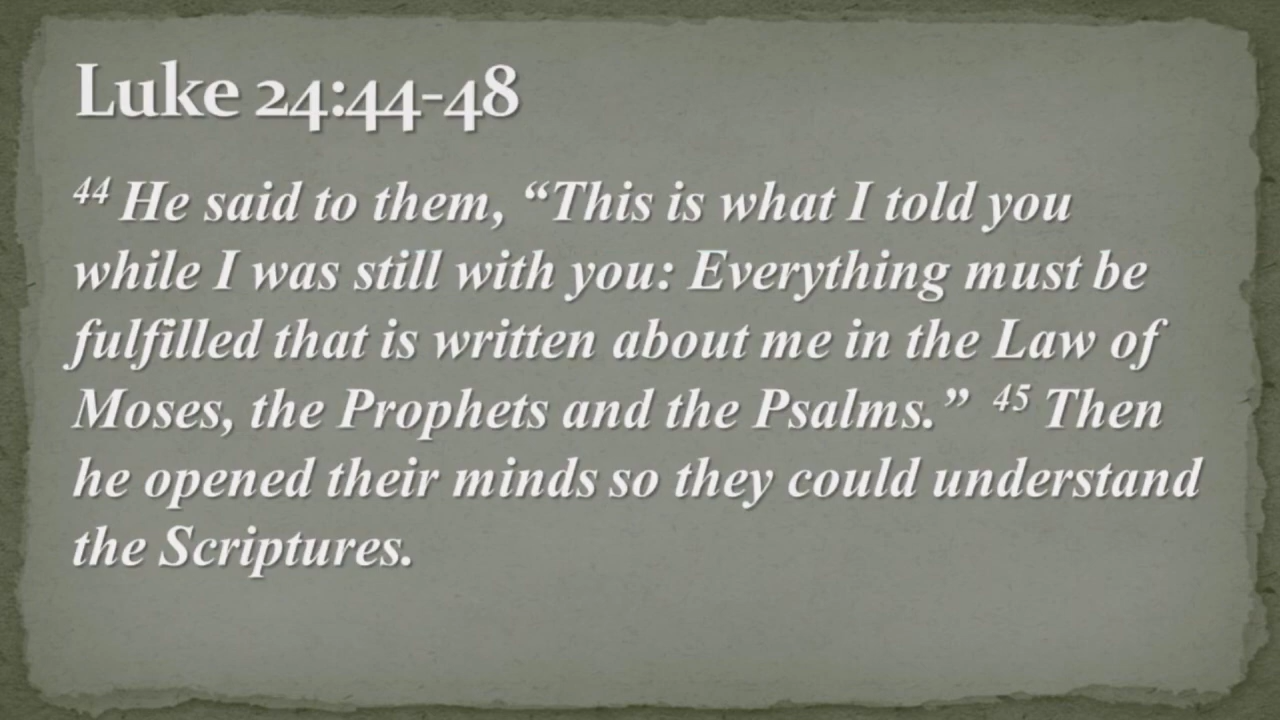 Luke 24:44-48
44 He said to them, “This is what I told you
while I was still with you: Everything must be
fulfilled that is written about me in the Law of
Moses, the Prophets and the Psalms.” 45 Then
he opened their minds so they could understand
the Scriptures.